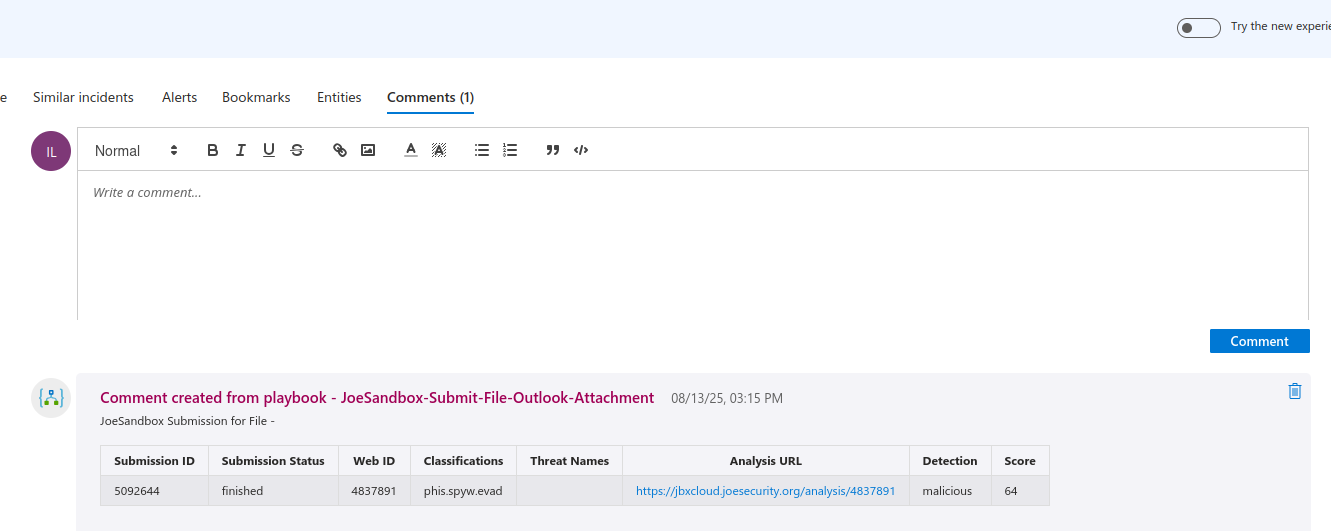 Try the new experie
e Similar incidents Alerts Bookmarks Entities Comments (1)
IL
Normal
B I U S A A
Write a comment...
Comment
Comment created from playbook - JoeSandbox-Submit-File-Outlook-Attachment 08/13/25, 03:15 PM
JoeSandbox Submission for File -
Submission ID Submission Status Web ID Classifications Threat Names Analysis URL Detection Score
5092644 finished 4837891 phis.spyw.evad https://jbxcloud.joesecurity.org/analysis/4837891 malicious 64